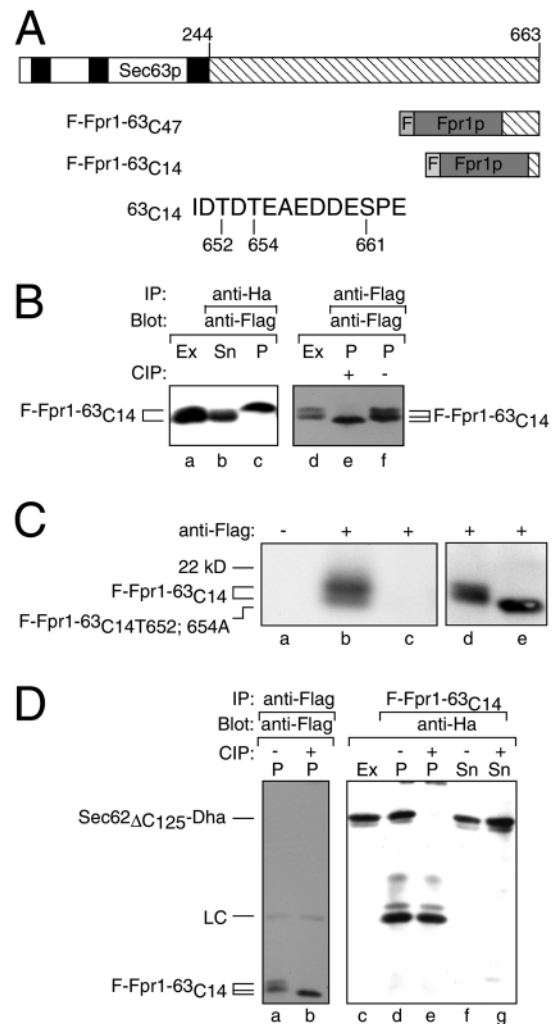 A
244 663
Sec63p
F-Fpr1-63C47 F Fpr1p
F-Fpr1-63C14 F Fpr1p
63C14 IDTDTEAEDDESPE
652 654 661
B
IP: anti-Ha anti-Flag
Blot: anti-Flag anti-Flag
Ex Sn P Ex P P
CIP: + -
F-Fpr1-63C14 F-Fpr1-63C14
a b c d e f
C
anti-Flag: - + + + +
22 kD
F-Fpr1-63C14
F-Fpr1-63C14T652; 654A
a b c d e
D
IP: anti-Flag F-Fpr1-63C14
Blot: anti-Flag anti-Ha
CIP: - + - + - +
P P Ex P P Sn Sn
Sec62ΔC125-Dha
LC
F-Fpr1-63C14
a b c d e f g